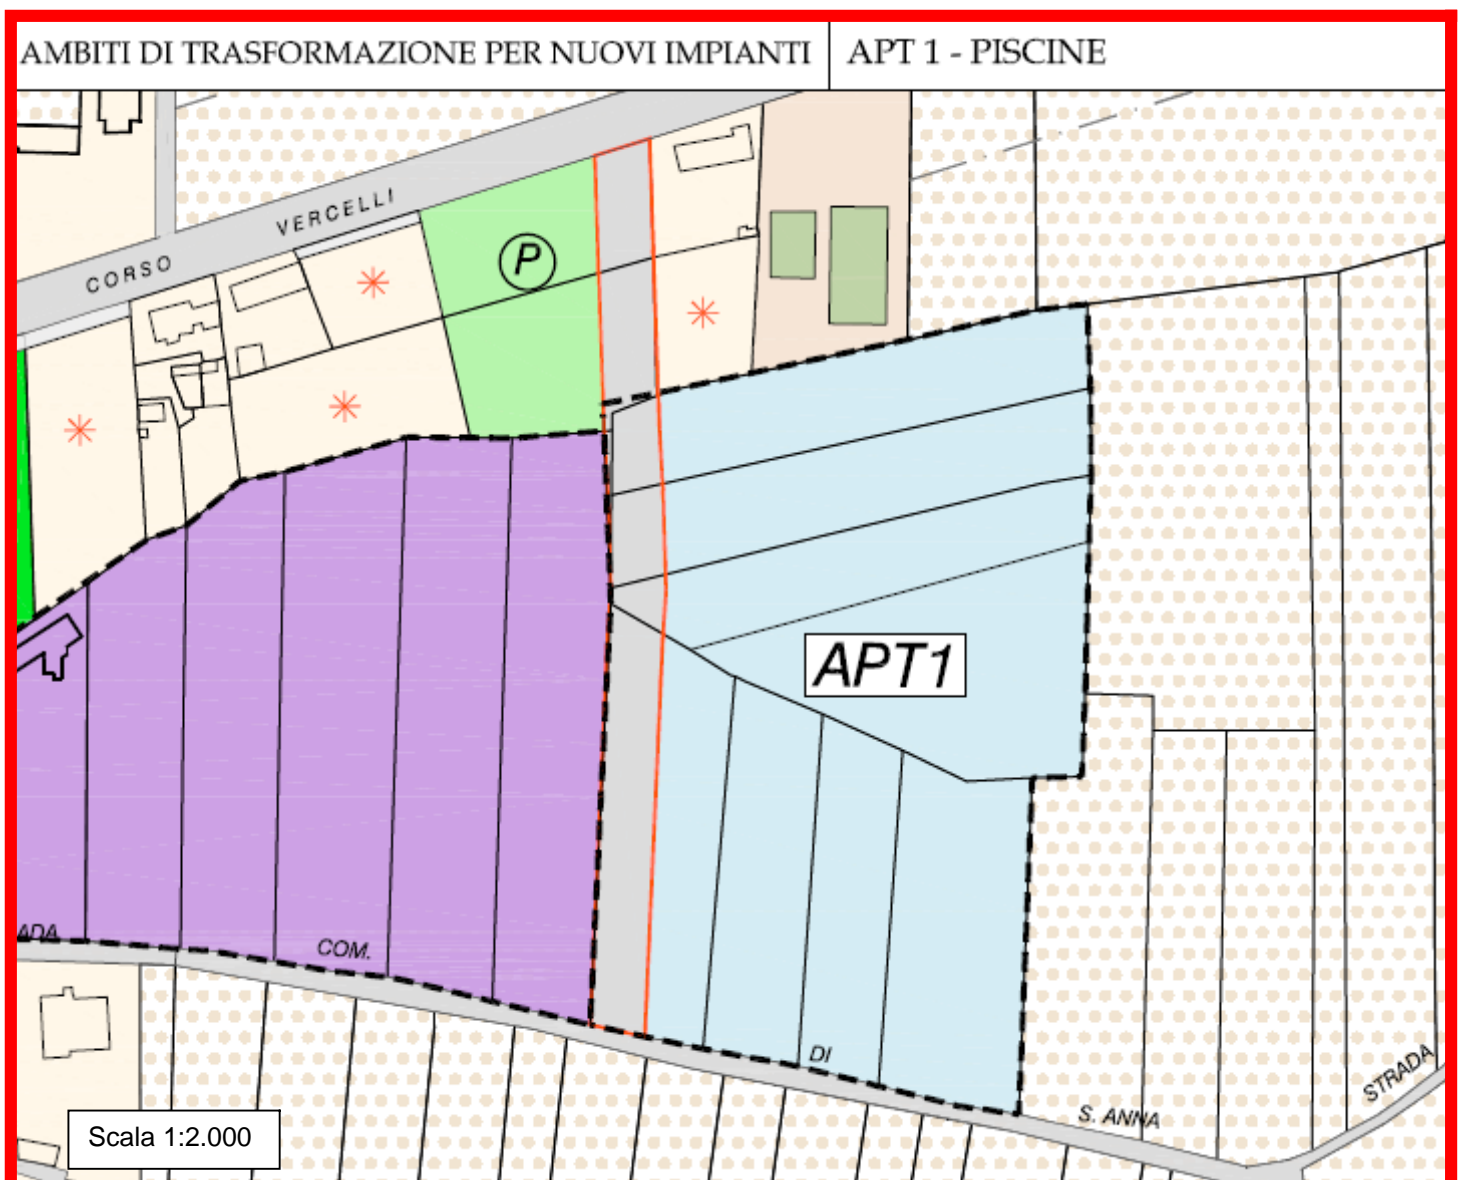 AMBITI DI TRASFORMAZIONE PER NUOVI IMPIANTI
APT 1 - PISCINE
CORSO VERCELLI
P
APT1
ADA
COM.
DI
S. ANNA
STRADA
Scala 1:2.000